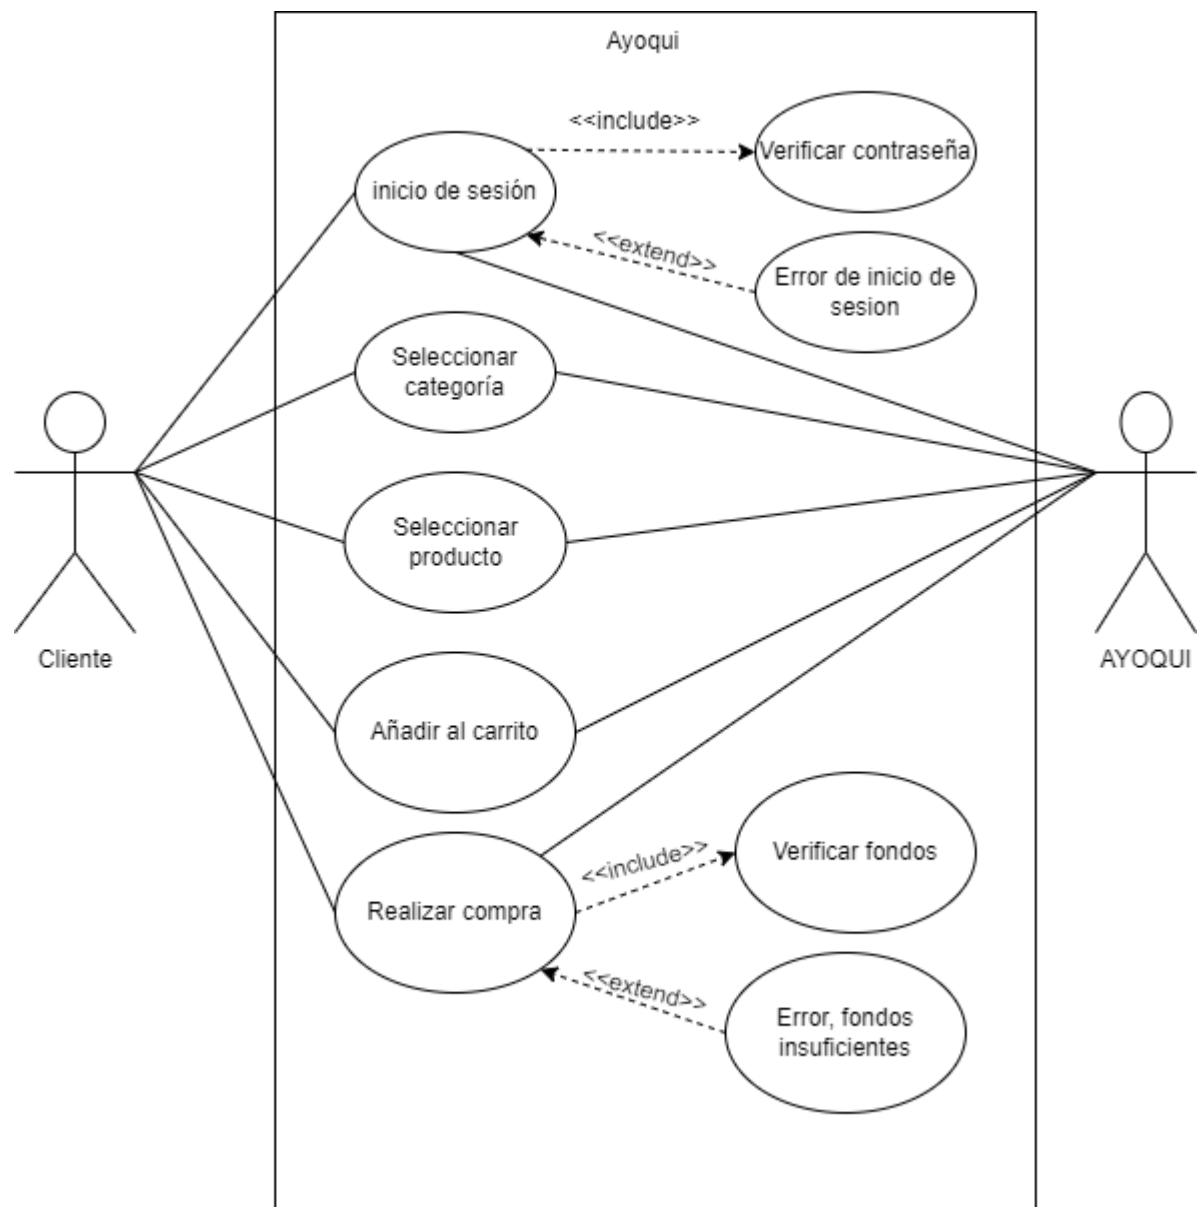 Ayoqui
<<include>>
Verificar contraseña
inicio de sesión
<<extend>>
Error de inicio de
sesion
Seleccionar
categoría
Seleccionar
producto
Cliente
AYOQUI
Añadir al carrito
Verificar fondos
<<include>>
Realizar compra
<<extend>>
Error, fondos
insuficientes